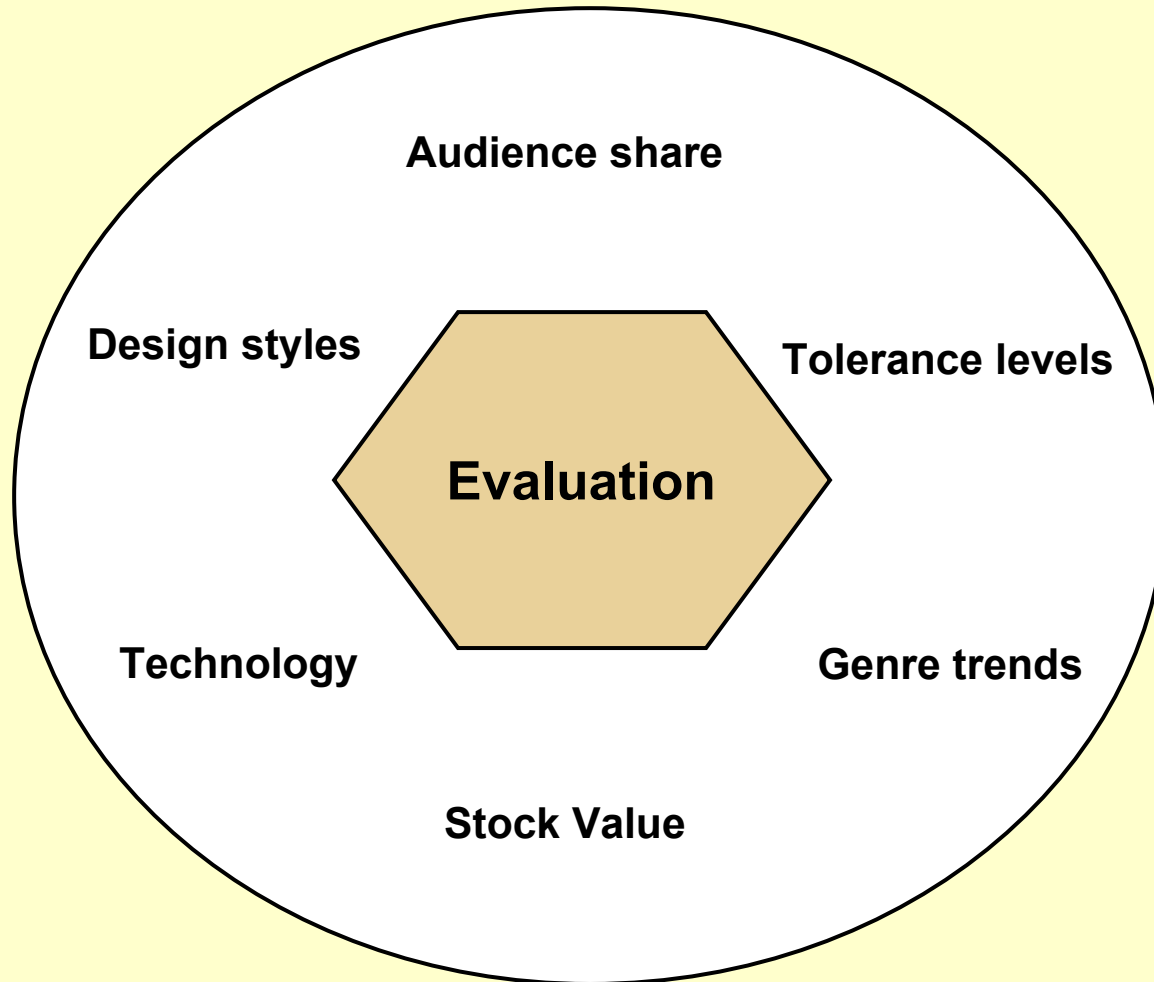 Audience share
Design styles
Tolerance levels
Evaluation
Technology
Genre trends
Stock Value